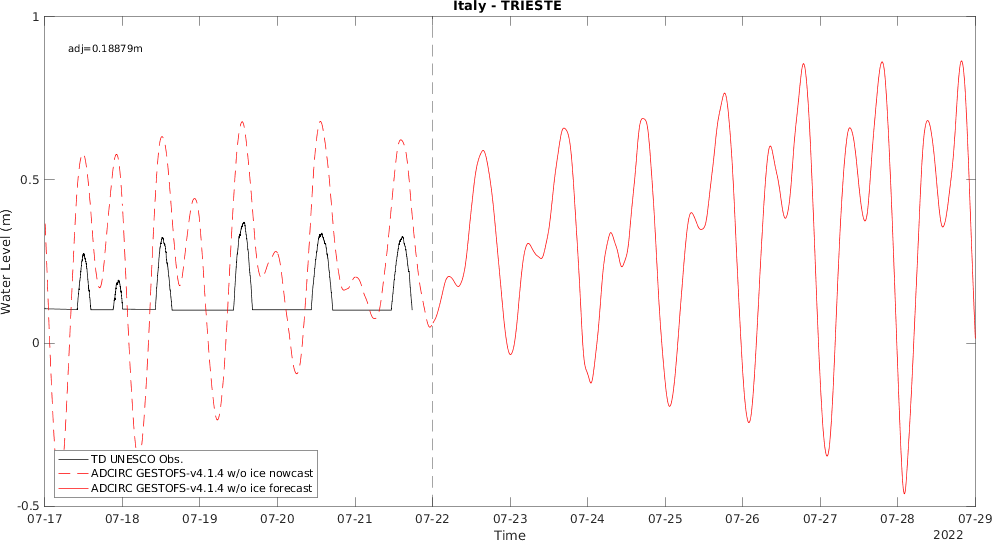 Italy - TRIESTE
adj=0.18879m
1
0.5
0
-0.5
Water Level (m)
TD UNESCO Obs.
ADCIRC GESTOFS-v4.1.4 w/o ice nowcast
ADCIRC GESTOFS-v4.1.4 w/o ice forecast
07-17 07-18 07-19 07-20 07-21 07-22 07-23 07-24 07-25 07-26 07-27 07-28 07-29
Time
2022